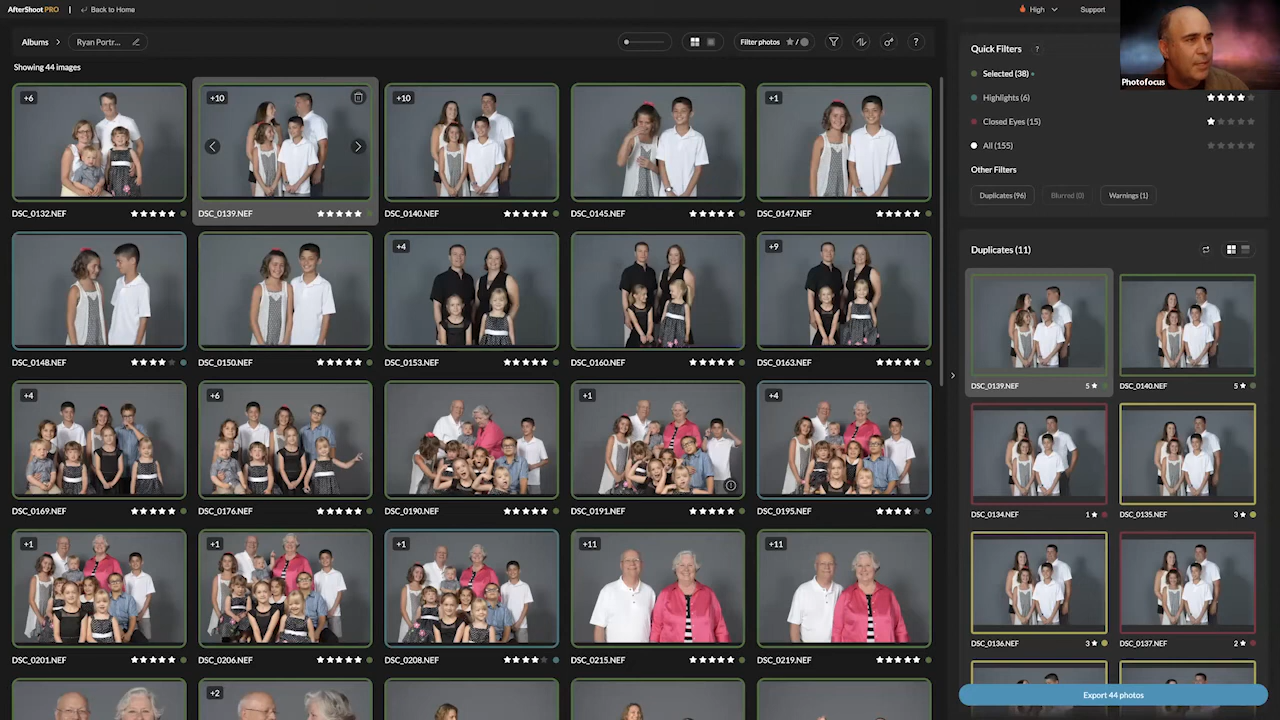 AfterShoot PRO | Back to Home High Support
Albums Ryan Portr... Filter photos / ?
Showing 44 images
+6 +10 +10 +1
DSC_0132.NEF DSC_0139.NEF DSC_0140.NEF DSC_0145.NEF DSC_0147.NEF
+4 +9
DSC_0148.NEF DSC_0150.NEF DSC_0153.NEF DSC_0160.NEF DSC_0163.NEF
+4 +6 +1 +4
DSC_0169.NEF DSC_0176.NEF DSC_0190.NEF DSC_0191.NEF DSC_0195.NEF
+1 +1 +1 +11 +11
DSC_0201.NEF DSC_0206.NEF DSC_0208.NEF DSC_0215.NEF DSC_0219.NEF
+2
Quick Filters ?
Photofocus
Selected (38)
Highlights (6)
Closed Eyes (15)
All (155)
Other Filters
Duplicates (96) Blurred (0) Warnings (1)
Duplicates (11)
DSC_0139.NEF 5 DSC_0140.NEF 5
DSC_0134.NEF 1 DSC_0135.NEF 3
DSC_0136.NEF 3 DSC_0137.NEF 2
Export 44 photos